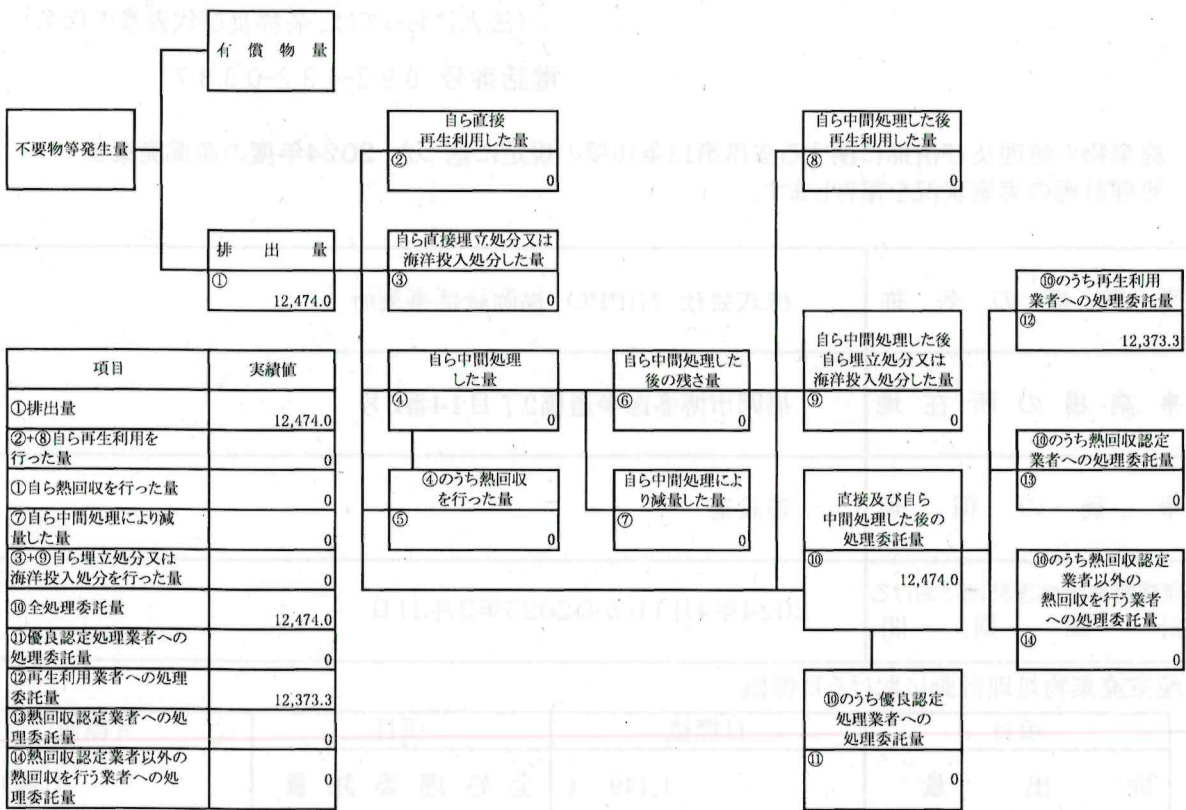 有償物量
不要物等発生量
自ら直接
再生利用した量
②
0
自ら中間処理した後
再生利用した量
⑧
0
排出量
①
12,474.0
自ら直接埋立処分又は
海洋投入処分した量
③
0
⑩のうち再生利用
業者への処理委託量
⑫
12,373.3
自ら中間処理
した量
④
0
自ら中間処理した
後の残さ量
⑥
0
自ら中間処理した後
自ら埋立処分又は
海洋投入処分した量
⑨
0
⑩のうち熱回収認定
業者への処理委託量
⑬
0
④のうち熱回収
を行った量
⑤
0
自ら中間処理によ
り減量した量
⑦
0
直接及び自ら
中間処理した後の
処理委託量
⑩
12,474.0
⑩のうち熱回収認定
業者以外の
熱回収を行う業者
への処理委託量
⑭
0
⑩のうち優良認定
処理業者への
処理委託量
⑪
0
項目 実績値
①排出量 12,474.0
②+⑧自ら再生利用を
行った量 0
①自ら熱回収を行った量 0
⑦自ら中間処理により減
量した量 0
③+⑨自ら埋立処分又は
海洋投入処分を行った量 0
⑩全処理委託量 12,474.0
⑪優良認定処理業者への
処理委託量 0
⑫再生利用業者への処理
委託量 12,373.3
⑬熱回収認定業者への処
理委託量 0
⑭熱回収認定業者以外の
熱回収を行う業者への処
理委託量 0